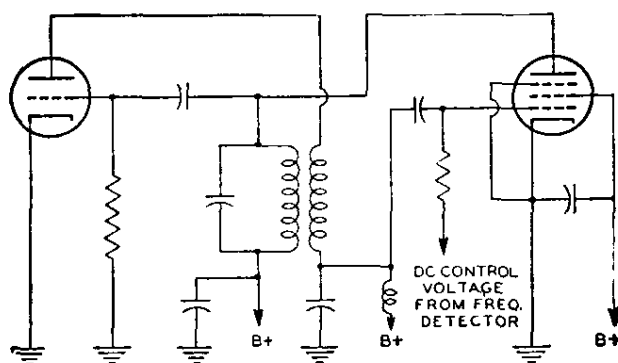 DC CONTROL
VOLTAGE
FROM FREQ.
DETECTOR
B+
B+
B+